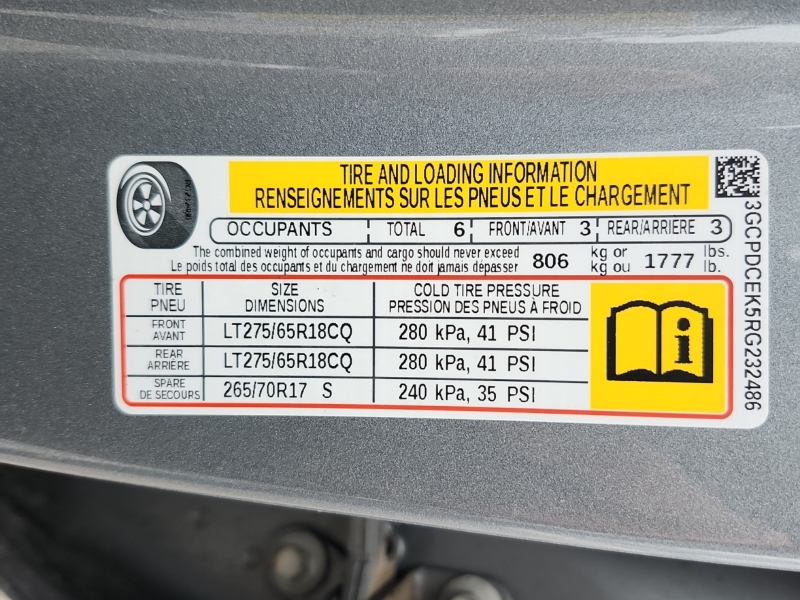 TIRE AND LOADING INFORMATION
RENSEIGNEMENTS SUR LES PNEUS ET LE CHARGEMENT
OCCUPANTS TOTAL 6 FRONT/AVANT 3 REAR/ARRIÈRE 3
The combined weight of occupants and cargo should never exceed 806 kg or 1777 lbs.
Le poids total des occupants et du chargement ne doit jamais dépasser kg ou lb.
TIRE SIZE COLD TIRE PRESSURE
PNEU DIMENSIONS PRESSION DES PNEUS À FROID
FRONT
AVANT LT275/65R18CQ 280 kPa, 41 PSI
REAR
ARRIÈRE LT275/65R18CQ 280 kPa, 41 PSI
SPARE
DE SECOURS 265/70R17 S 240 kPa, 35 PSI
i
3GCPDCEK5RG232486